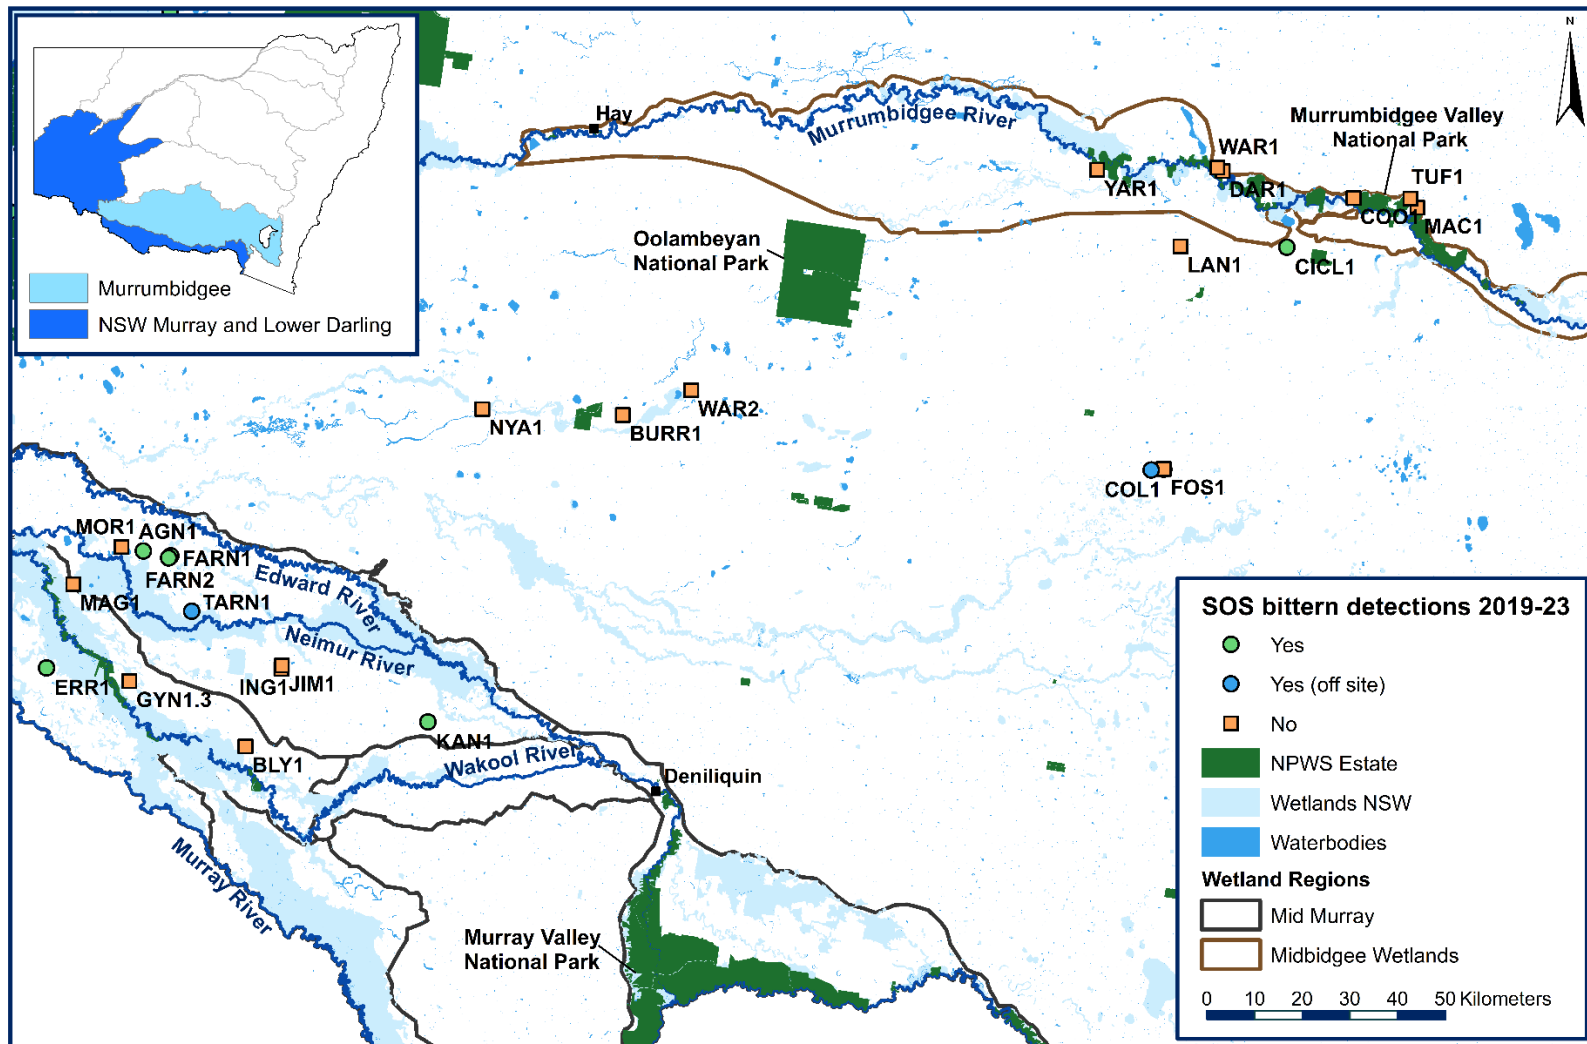 N
Murrumbidgee
NSW Murray and Lower Darling
Hay
Murrumbidgee River
Murrumbidgee Valley
National Park
WAR1
TUF1
YAR1
DAR1
COO1
MAC1
Oolambeyan
National Park
LAN1
CICL1
WAR2
NYA1
BURR1
COL1
FOS1
MOR1
AGN1
FARN1
FARN2
Edward River
MAG1
TARN1
Neimur River
ERR1
GYN1.3
ING1
JIM1
KAN1
BLY1
Wakool River
Deniliquin
Murray River
Murray Valley
National Park
SOS bittern detections 2019-23
Yes
Yes (off site)
No
NPWS Estate
Wetlands NSW
Waterbodies
Wetland Regions
Mid Murray
Midbidgee Wetlands
0 10 20 30 40 50 Kilometers